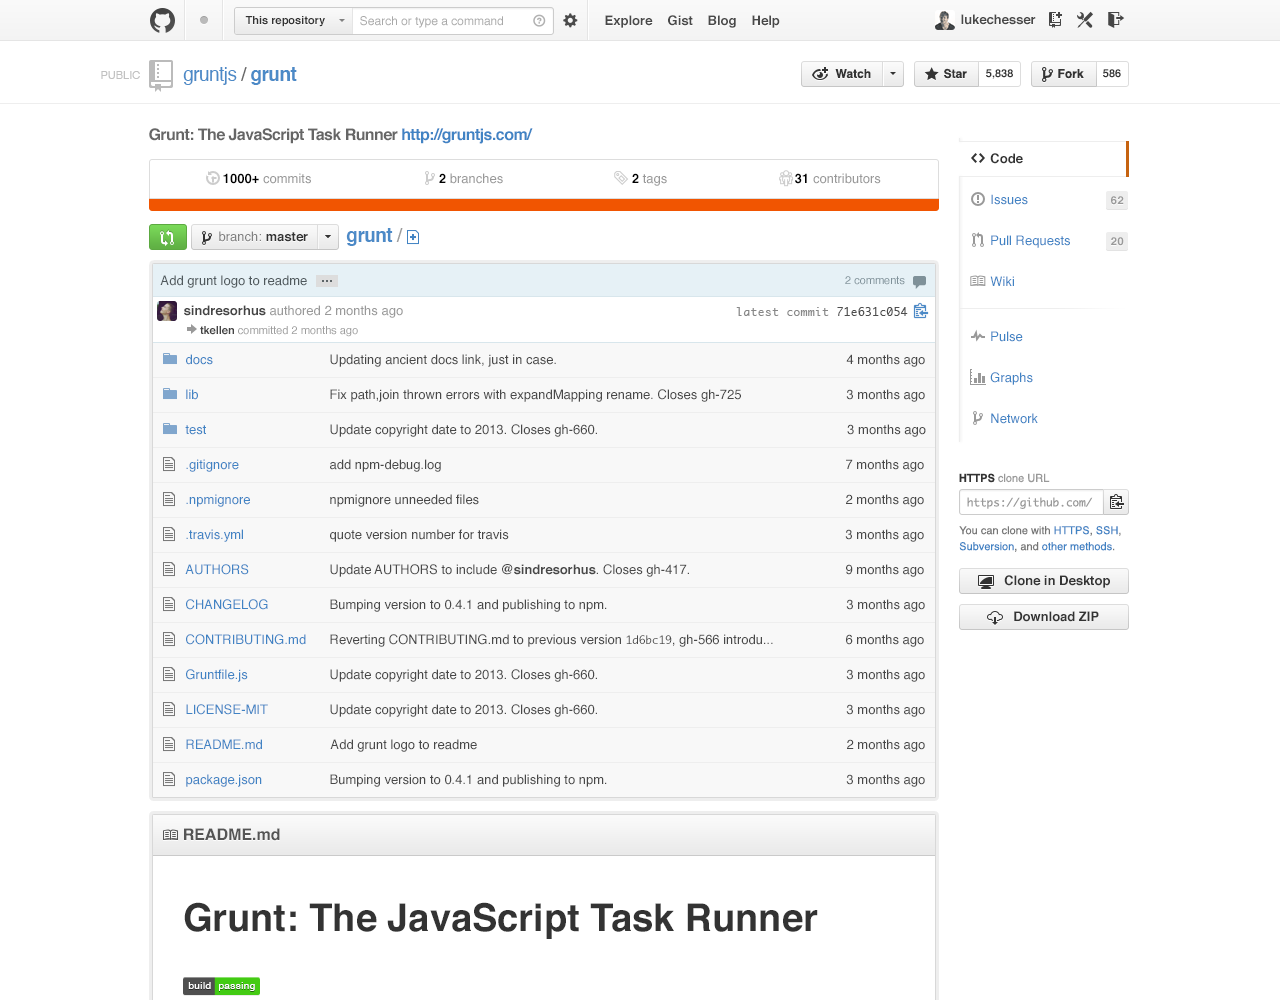 This repository Search or type a command Explore Gist Blog Help lukechesser
PUBLIC gruntjs / grunt Watch Star 5,838 Fork 586
Grunt: The JavaScript Task Runner http://gruntjs.com/
1000+ commits 2 branches 2 tags 31 contributors
branch: master grunt /
Add grunt logo to readme ... 2 comments
sindresorhus authored 2 months ago latest commit 71e631c054
tkellen committed 2 months ago
docs Updating ancient docs link, just in case. 4 months ago
lib Fix path,join thrown errors with expandMapping rename. Closes gh-725 3 months ago
test Update copyright date to 2013. Closes gh-660. 3 months ago
.gitignore add npm-debug.log 7 months ago
.npmignore npmignore unneeded files 2 months ago
.travis.yml quote version number for travis 3 months ago
AUTHORS Update AUTHORS to include @sindresorhus. Closes gh-417. 9 months ago
CHANGELOG Bumping version to 0.4.1 and publishing to npm. 3 months ago
CONTRIBUTING.md Reverting CONTRIBUTING.md to previous version 1d6bc19, gh-566 introdu... 6 months ago
Gruntfile.js Update copyright date to 2013. Closes gh-660. 3 months ago
LICENSE-MIT Update copyright date to 2013. Closes gh-660. 3 months ago
README.md Add grunt logo to readme 2 months ago
package.json Bumping version to 0.4.1 and publishing to npm. 3 months ago
README.md
Grunt: The JavaScript Task Runner
build passing
Code
Issues 62
Pull Requests 20
Wiki
Pulse
Graphs
Network
HTTPS clone URL
https://github.com/
You can clone with HTTPS, SSH,
Subversion, and other methods.
Clone in Desktop
Download ZIP